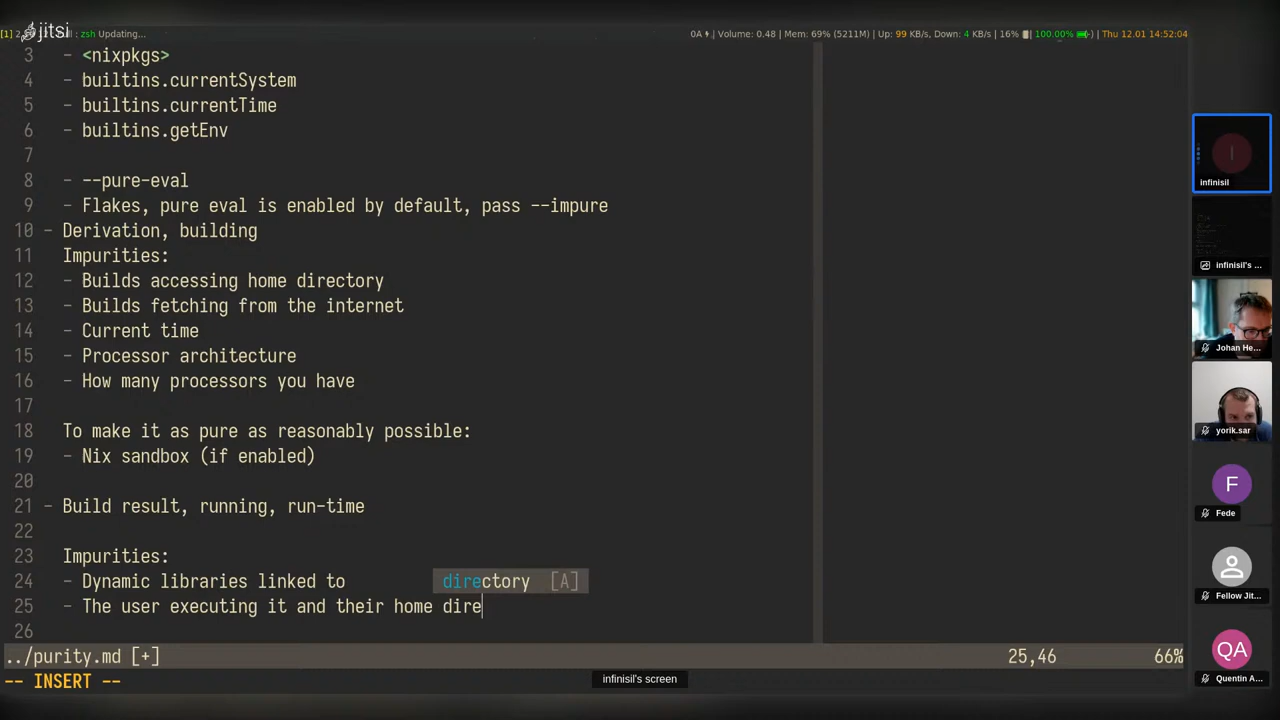 jitsi
zsh Updating...
0A | Volume: 0.48 | Mem: 69% (5211M) | Up: 99 KB/s, Down: 4 KB/s | 16% | 100.00% | Thu 12.01 14:52:04
3 - <nixpkgs>
4 - builtins.currentSystem
5 - builtins.currentTime
6 - builtins.getEnv
7
8 - --pure-eval
9 - Flakes, pure eval is enabled by default, pass --impure
10 - Derivation, building
11 Impurities:
12 - Builds accessing home directory
13 - Builds fetching from the internet
14 - Current time
15 - Processor architecture
16 - How many processors you have
17
18 To make it as pure as reasonably possible:
19 - Nix sandbox (if enabled)
20
21 - Build result, running, run-time
22
23 Impurities:
24 - Dynamic libraries linked to
directory [A]
25 - The user executing it and their home dire
26
../purity.md [+] 25,46 66%
-- INSERT --
infinisil's screen
I
infinisil
infinisil's ...
Johan He...
yorik.sar
F
Fede
Fellow Jit...
QA
Quentin A...